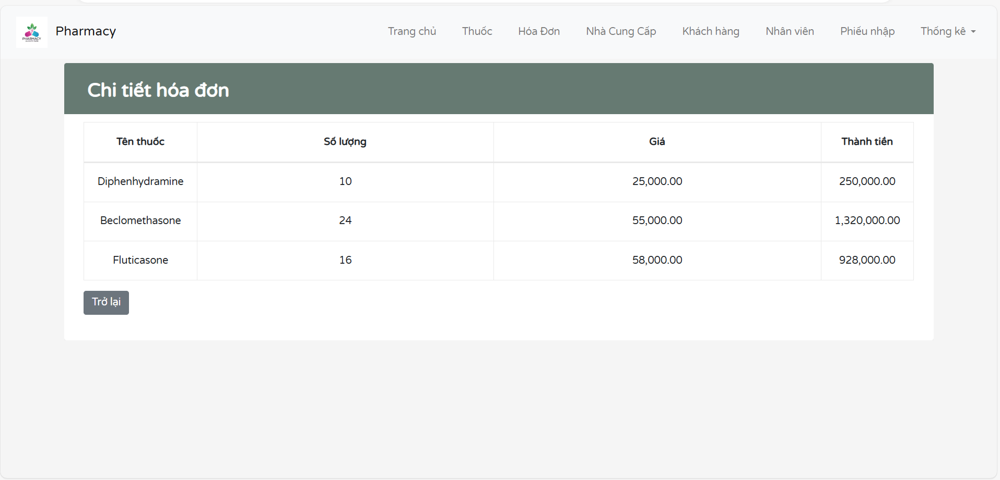 PHARMACY
Pharmacy Trang chủ Thuốc Hóa Đơn Nhà Cung Cấp Khách hàng Nhân viên Phiếu nhập Thống kê
Chi tiết hóa đơn
Tên thuốc Số lượng Giá Thành tiền
Diphenhydramine 10 25,000.00 250,000.00
Beclomethasone 24 55,000.00 1,320,000.00
Fluticasone 16 58,000.00 928,000.00
Trở lại